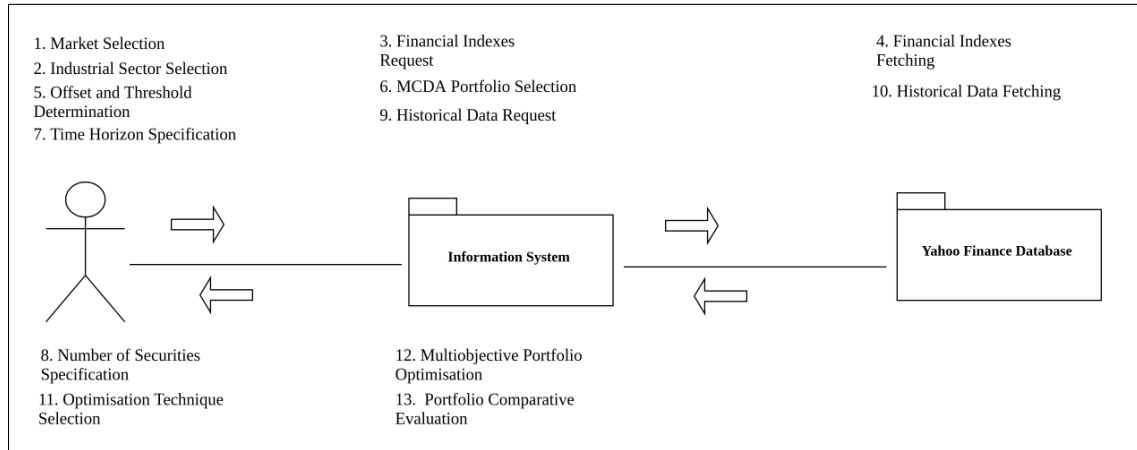 1. Market Selection
2. Industrial Sector Selection
5. Offset and Threshold
Determination
7. Time Horizon Specification
3. Financial Indexes
Request
6. MCDA Portfolio Selection
9. Historical Data Request
4. Financial Indexes
Fetching
10. Historical Data Fetching
Information System
Yahoo Finance Database
8. Number of Securities
Specification
11. Optimisation Technique
Selection
12. Multiobjective Portfolio
Optimisation
13. Portfolio Comparative
Evaluation